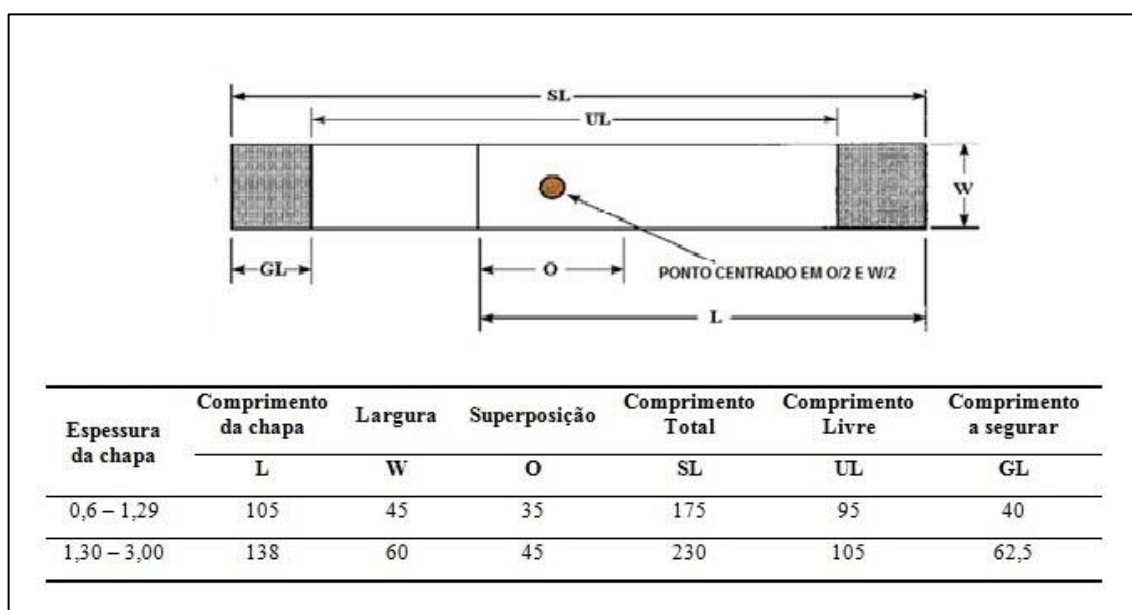 SL
UL
W
GL
O
PONTO CENTRADO EM O/2 E W/2
L
Espessura da chapa | Comprimento da chapa | Largura | Superposição | Comprimento Total | Comprimento Livre | Comprimento a segurar
L | W | O | SL | UL | GL
0,6 – 1,29 | 105 | 45 | 35 | 175 | 95 | 40
1,30 – 3,00 | 138 | 60 | 45 | 230 | 105 | 62,5